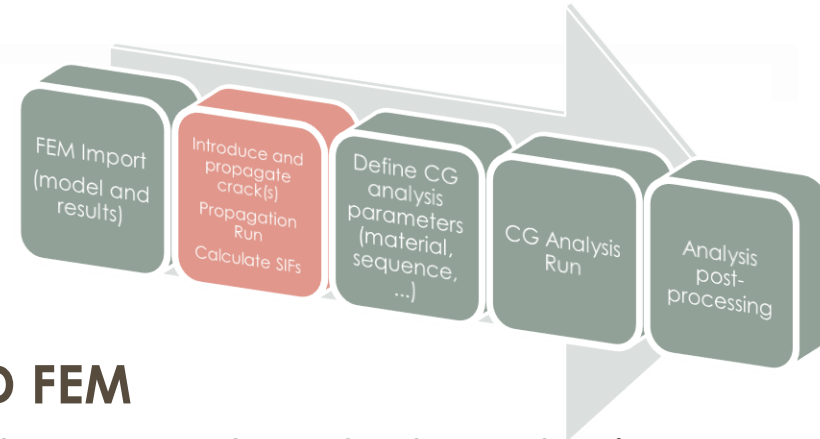 FEM Import
(model and
results)
Introduce and
propagate
crack(s)
Propagation
Run
Calculate SIFs
Define CG
analysis
parameters
(material,
sequence,
...)
CG Analysis
Run
Analysis
post-
processing
FEM